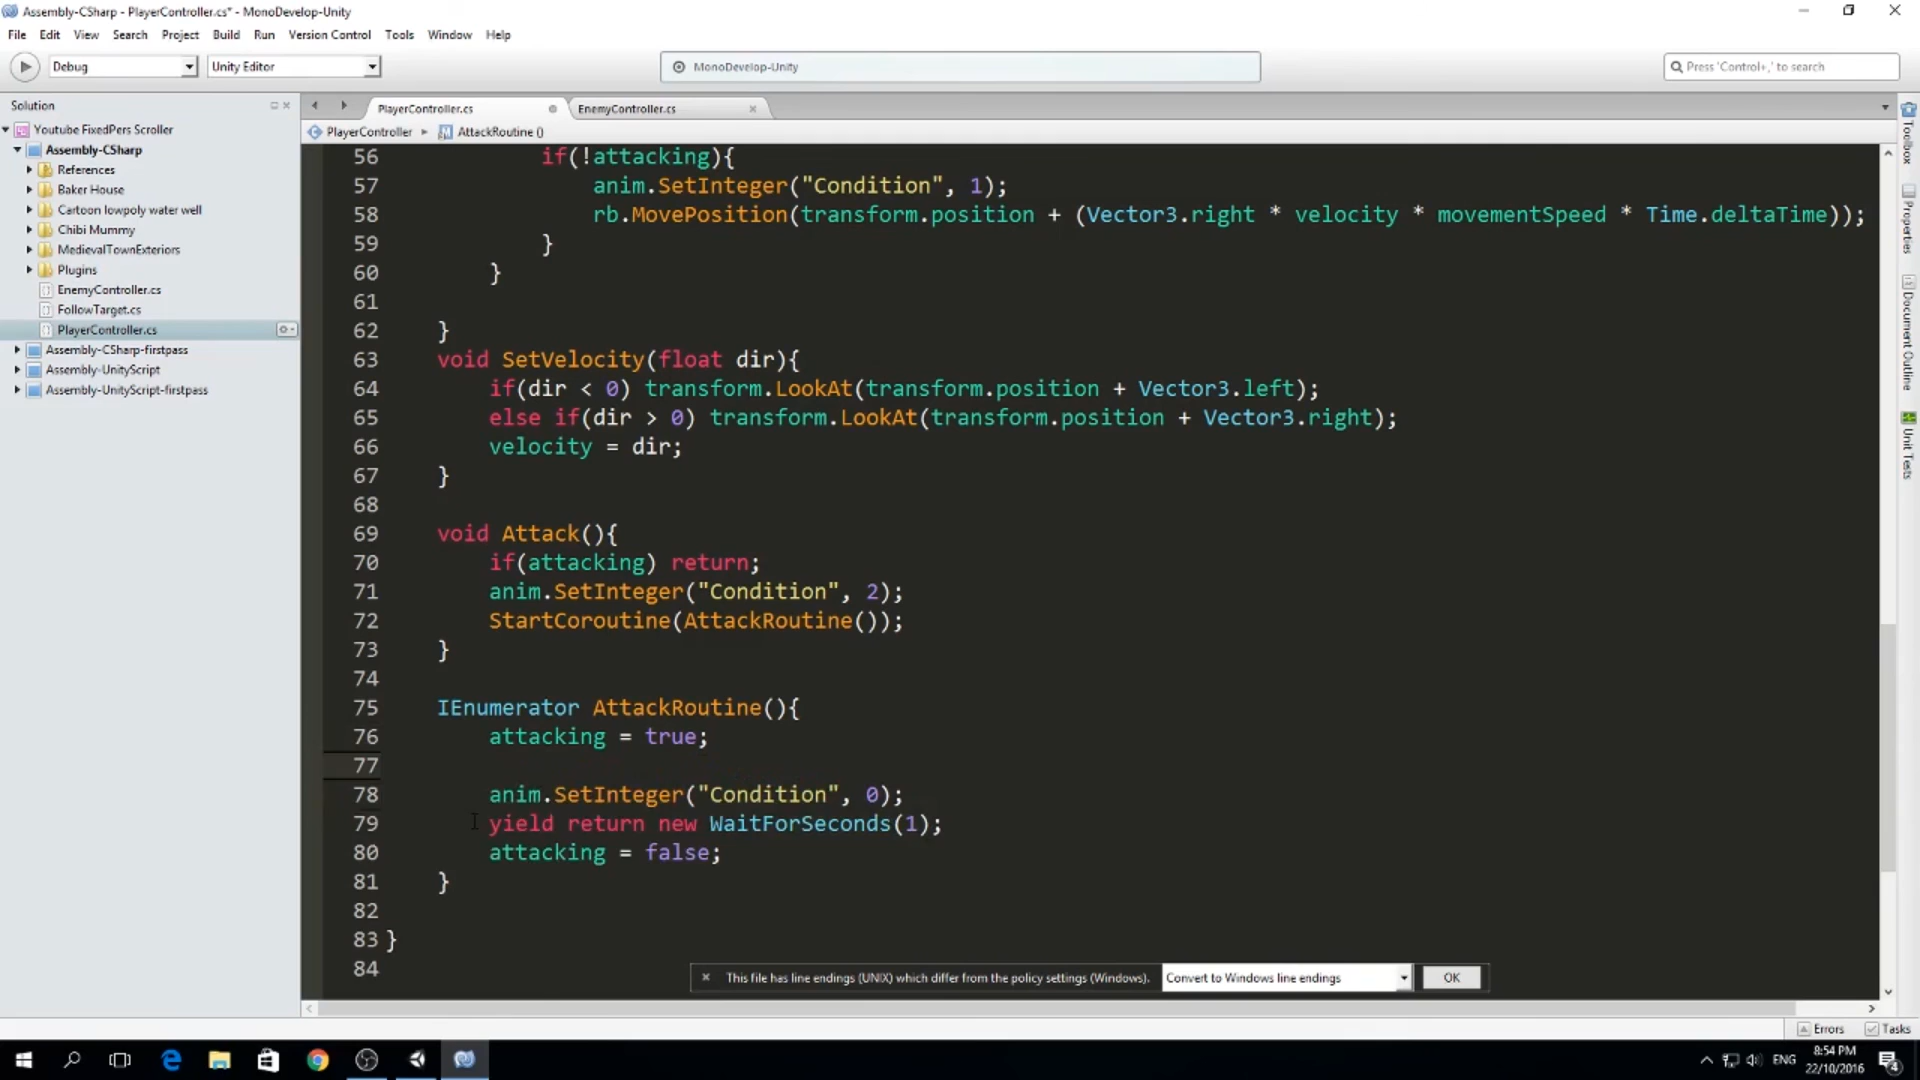 Assembly-CSharp - PlayerController.cs* - MonoDevelop-Unity
File Edit View Search Project Build Run Version Control Tools Window Help
Debug Unity Editor MonoDevelop-Unity Press 'Control+,' to search
Solution
Youtube FixedPers Scroller
Assembly-CSharp
References
Baker House
Cartoon lowpoly water well
Chibi Mummy
MedievalTownExteriors
Plugins
EnemyController.cs
FollowTarget.cs
PlayerController.cs
Assembly-CSharp-firstpass
Assembly-UnityScript
Assembly-UnityScript-firstpass
PlayerController.cs EnemyController.cs
PlayerController AttackRoutine ()
56 if(!attacking){
57 anim.SetInteger("Condition", 1);
58 rb.MovePosition(transform.position + (Vector3.right * velocity * movementSpeed * Time.deltaTime));
59 }
60 }
61
62 }
63 void SetVelocity(float dir){
64 if(dir < 0) transform.LookAt(transform.position + Vector3.left);
65 else if(dir > 0) transform.LookAt(transform.position + Vector3.right);
66 velocity = dir;
67 }
68
69 void Attack(){
70 if(attacking) return;
71 anim.SetInteger("Condition", 2);
72 StartCoroutine(AttackRoutine());
73 }
74
75 IEnumerator AttackRoutine(){
76 attacking = true;
77
78 anim.SetInteger("Condition", 0);
79 yield return new WaitForSeconds(1);
80 attacking = false;
81 }
82
83 }
84
This file has line endings (UNIX) which differ from the policy settings (Windows). Convert to Windows line endings OK
Toolbox
Properties
Document Outline
Unit Tests
Errors Tasks
ENG
8:54 PM
22/10/2016
4